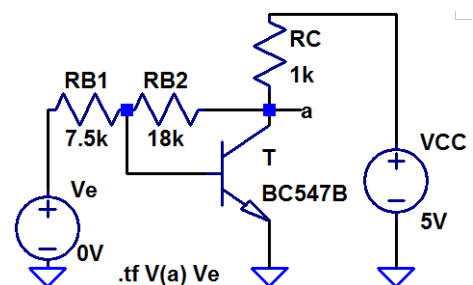 RC
1k
RB1
RB2
7.5k
18k
a
T
VCC
BC547B
5V
Ve
0V
.tf V(a) Ve